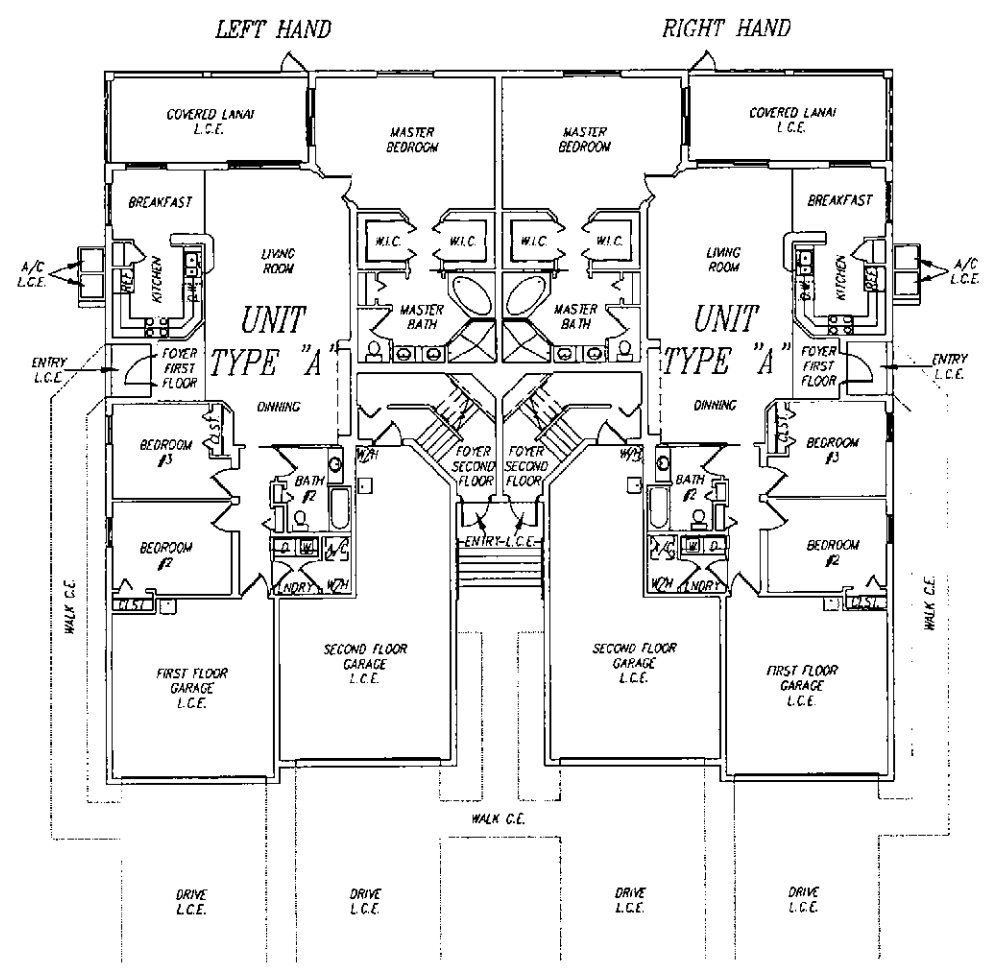 LEFT HAND
RIGHT HAND
COVERED LANAI
L.C.E.
MASTER
BEDROOM
MASTER
BEDROOM
COVERED LANAI
L.C.E.
BREAKFAST
BREAKFAST
W.I.C.
W.I.C.
W.I.C.
W.I.C.
A/C
L.C.E.
REF.
KITCHEN
D.W.
LIVING
ROOM
LIVING
ROOM
D.W.
KITCHEN
REF.
A/C
L.C.E.
UNIT
TYPE "A"
MASTER
BATH
MASTER
BATH
UNIT
TYPE "A"
ENTRY
L.C.E.
FOYER
FIRST
FLOOR
FOYER
FIRST
FLOOR
ENTRY
L.C.E.
DINNING
DINNING
CLST.
CLST.
BEDROOM
#3
W/H
FOYER
SECOND
FLOOR
FOYER
SECOND
FLOOR
W/H
BEDROOM
#3
BATH
#2
BATH
#2
BEDROOM
#2
D.
W
A/C
ENTRY L.C.E.
A/C
W
D.
BEDROOM
#2
LNDRY
W/H
W/H
LNDRY
CLST.
CLST.
WALK C.E.
WALK C.E.
FIRST FLOOR
GARAGE
L.C.E.
SECOND FLOOR
GARAGE
L.C.E.
SECOND FLOOR
GARAGE
L.C.E.
FIRST FLOOR
GARAGE
L.C.E.
WALK C.E.
DRIVE
L.C.E.
DRIVE
L.C.E.
DRIVE
L.C.E.
DRIVE
L.C.E.